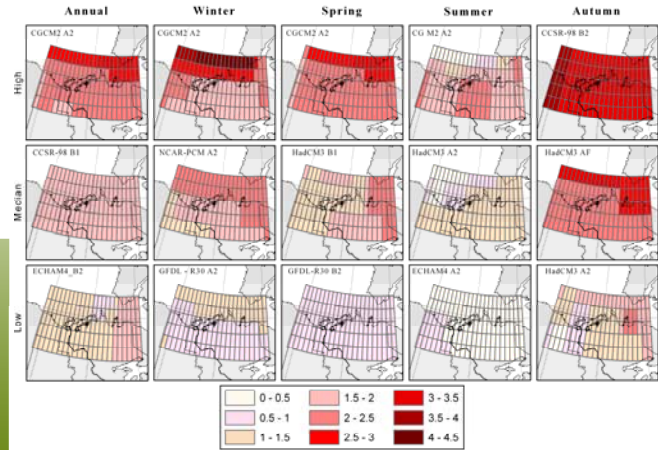 Annual Winter Spring Summer Autumn
High
CGCM2 A2 CGCM2 A2 CGCM2 A2 CG M2 A2 CCSR-98 B2
Median
CCSR-98 B1 NCAR-PCM A2 HadCM3 B1 HadCM3 A2 HadCM3 AF
Low
ECHAM4_B2 GFDL - R30 A2 GFDL-R30 B2 ECHAM4 A2 HadCM3 A2
0 - 0.5 1.5 - 2 3 - 3.5
0.5 - 1 2 - 2.5 3.5 - 4
1 - 1.5 2.5 - 3 4 - 4.5